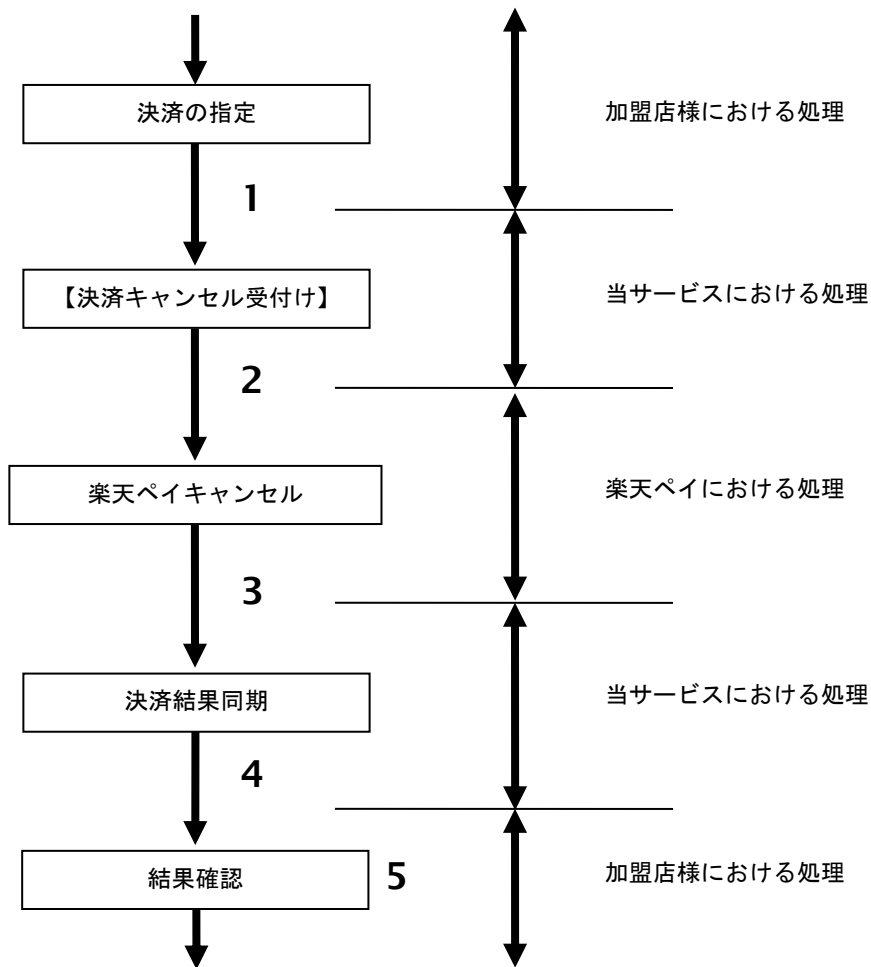 決済の指定
加盟店様における処理
1
【決済キャンセル受付け】
当サービスにおける処理
2
楽天ペイキャンセル
楽天ペイにおける処理
3
決済結果同期
当サービスにおける処理
4
結果確認
5
加盟店様における処理